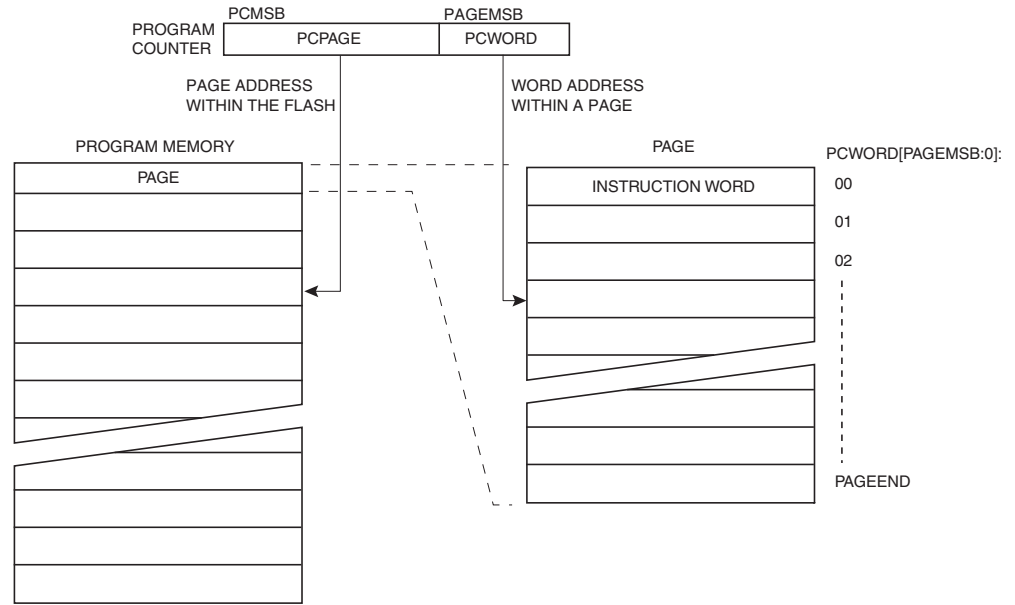 PCMSB
PAGEMSB
PROGRAM
COUNTER
PCPAGE
PCWORD
PAGE ADDRESS
WITHIN THE FLASH
WORD ADDRESS
WITHIN A PAGE
PROGRAM MEMORY
PAGE
PAGE
PCWORD[PAGEMSB:0]:
INSTRUCTION WORD
00
01
02
PAGEEND